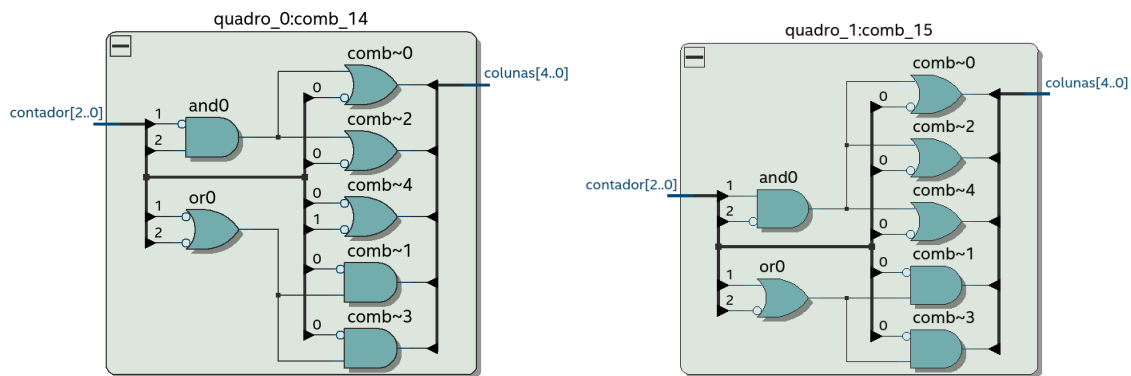 quadro_0:comb_14
comb~0
colunas[4..0]
0
contador[2..0]
and0
1
2
comb~2
0
comb~4
0
1
or0
1
2
comb~1
0
comb~3
0
quadro_1:comb_15
comb~0
colunas[4..0]
0
comb~2
0
and0
contador[2..0]
1
2
comb~4
0
comb~1
0
or0
1
2
comb~3
0